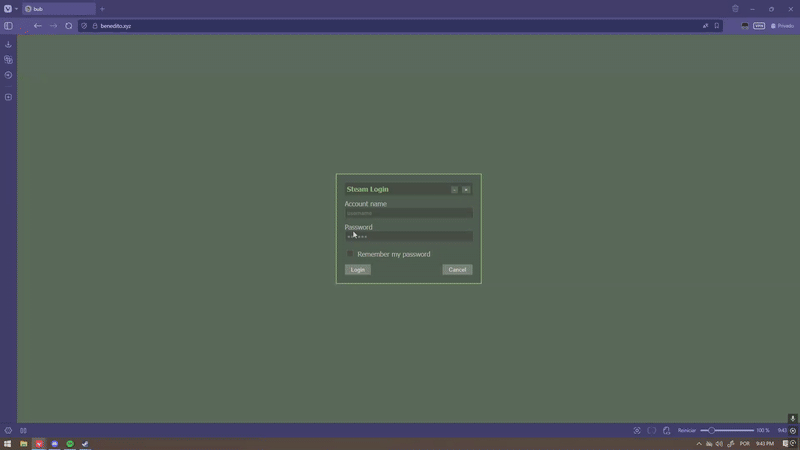 bub.
benedito.xyz
VPN
Privado
Steam Login
Account name
username
Password
Remember my password
Login
Cancel
Reiniciar
100 %
9:43
POR
9:43 PM